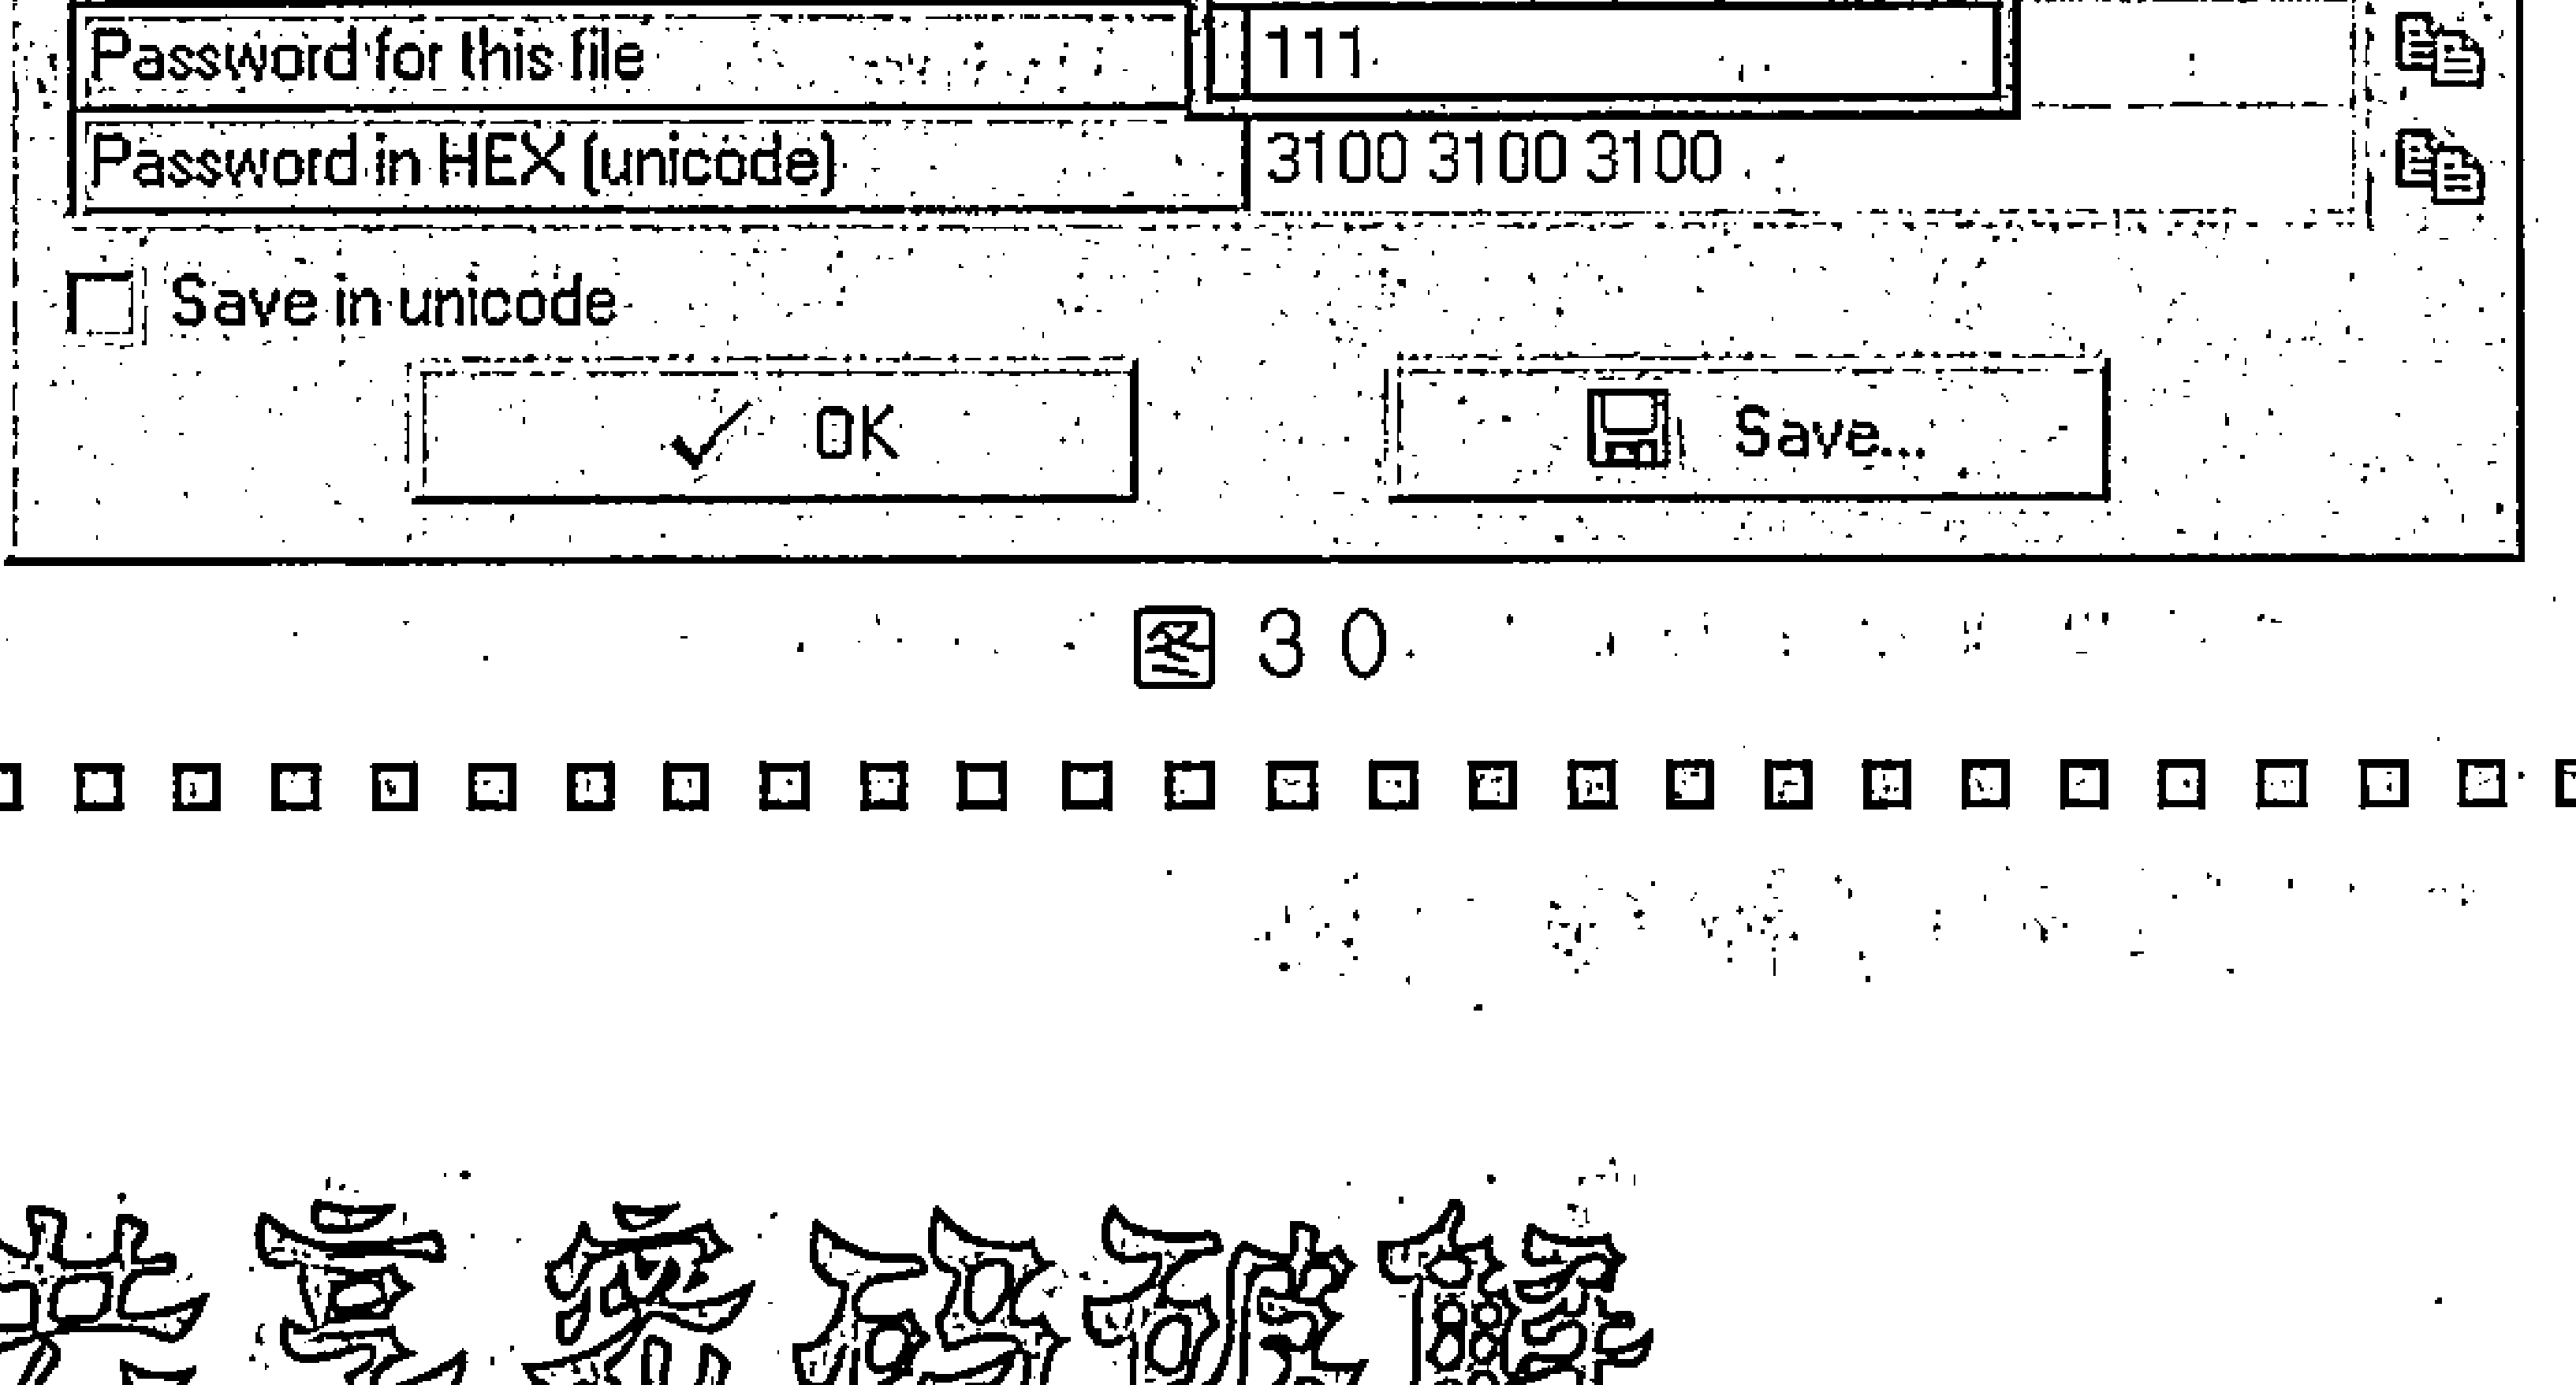 Password for this file 111
Password in HEX (unicode) 3100 3100 3100
Save in unicode
OK Save...
图 30